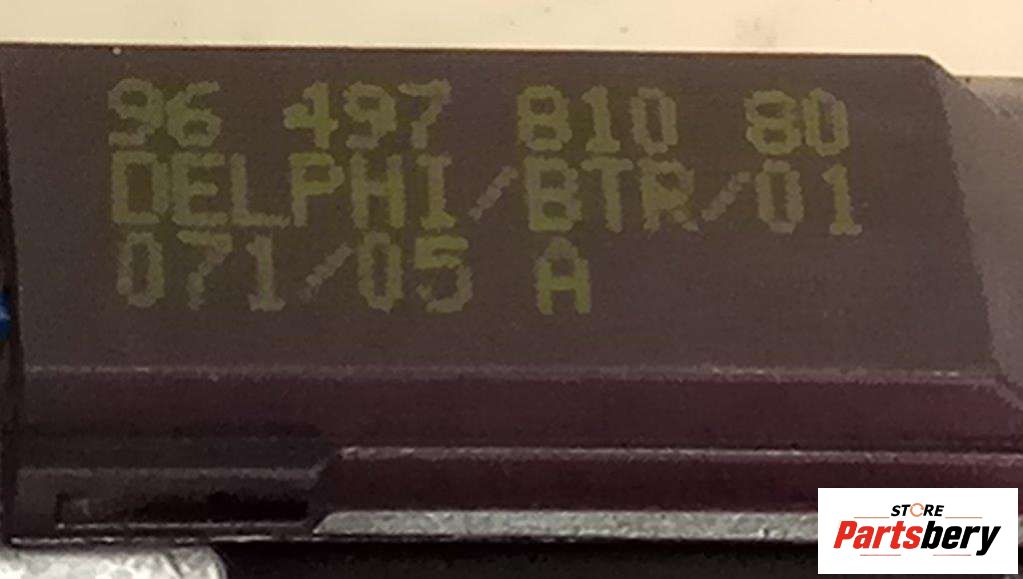 96 497 810 80
DELPHI/BTR/01
071/05 A
STORE
Partsbery